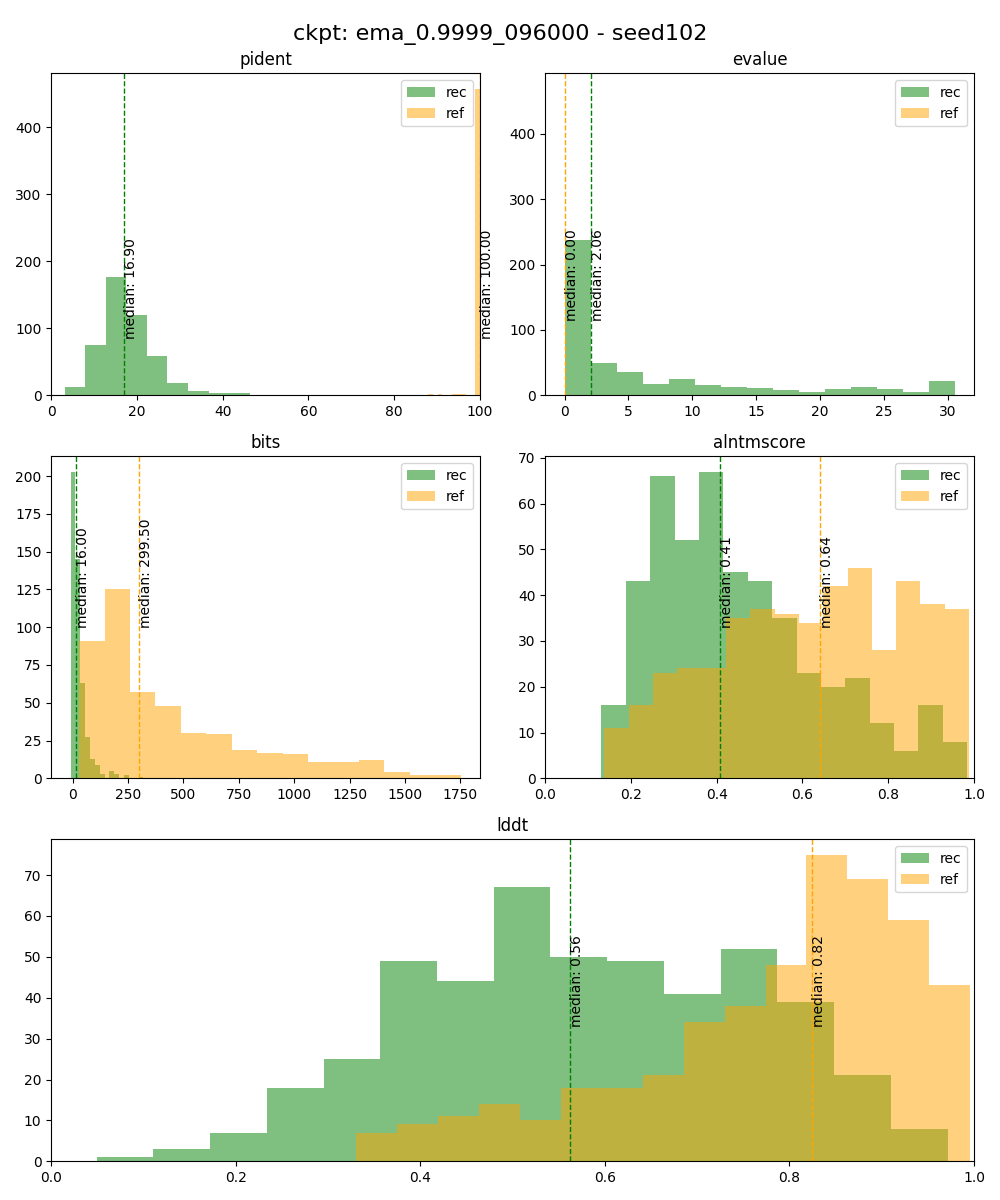 ckpt: ema_0.9999_096000 - seed102
pident
rec
ref
median: 16.90
median: 100.00
0
100
200
300
400
0
20
40
60
80
100
evalue
rec
ref
median: 0.00
median: 2.06
0
100
200
300
400
0
5
10
15
20
25
30
bits
rec
ref
median: 16.00
median: 299.50
0
25
50
75
100
125
150
175
200
0
250
500
750
1000
1250
1500
1750
alntmscore
rec
ref
median: 0.41
median: 0.64
0
10
20
30
40
50
60
70
0.0
0.2
0.4
0.6
0.8
1.0
lddt
rec
ref
median: 0.56
median: 0.82
0
10
20
30
40
50
60
70
0.0
0.2
0.4
0.6
0.8
1.0